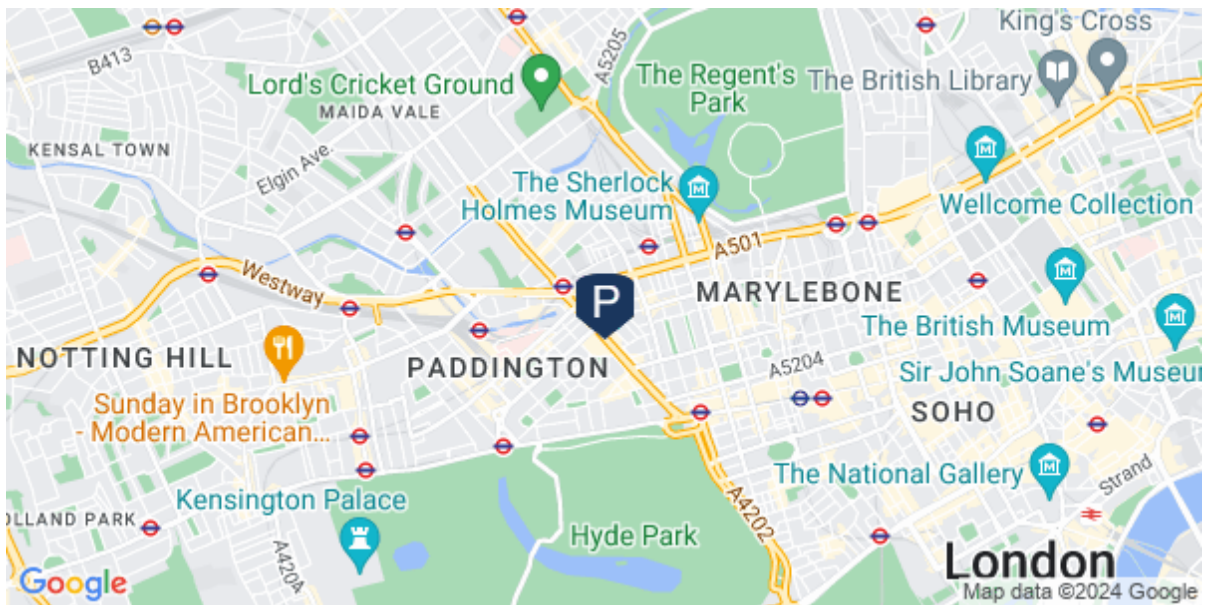 King's Cross
B413
A5205
Lord's Cricket Ground
The Regent's
Park
The British Library
MAIDA VALE
KENSAL TOWN
Elgin Ave.
The Sherlock
Holmes Museum
Wellcome Collection
A501
Westway
P
MARYLEBONE
The British Museum
NOTTING HILL
PADDINGTON
A5204
Sir John Soane's Museu
Sunday in Brooklyn
- Modern American...
SOHO
The National Gallery
Strand
Kensington Palace
OLLAND PARK
A4202
Hyde Park
A4204
London
Google
Map data ©2024 Google